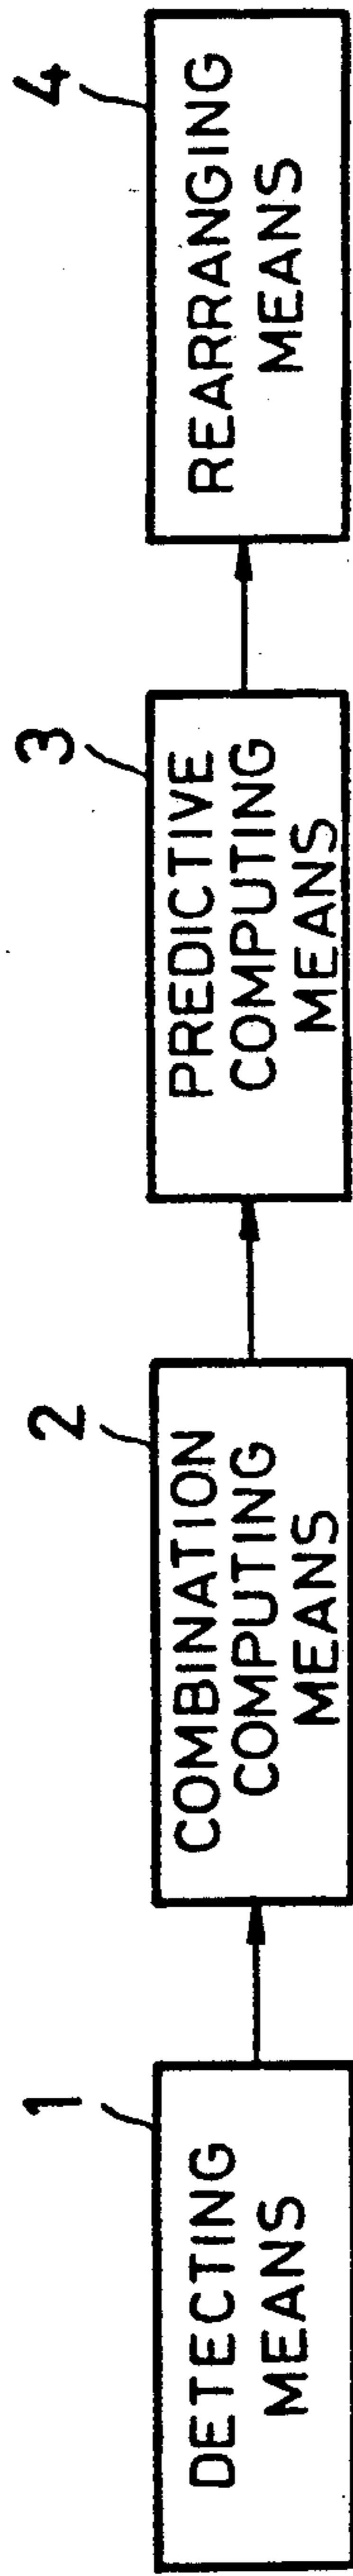 1
DETECTING
MEANS
2
COMBINATION
COMPUTING
MEANS
3
PREDICTIVE
COMPUTING
MEANS
4
REARRANGING
MEANS